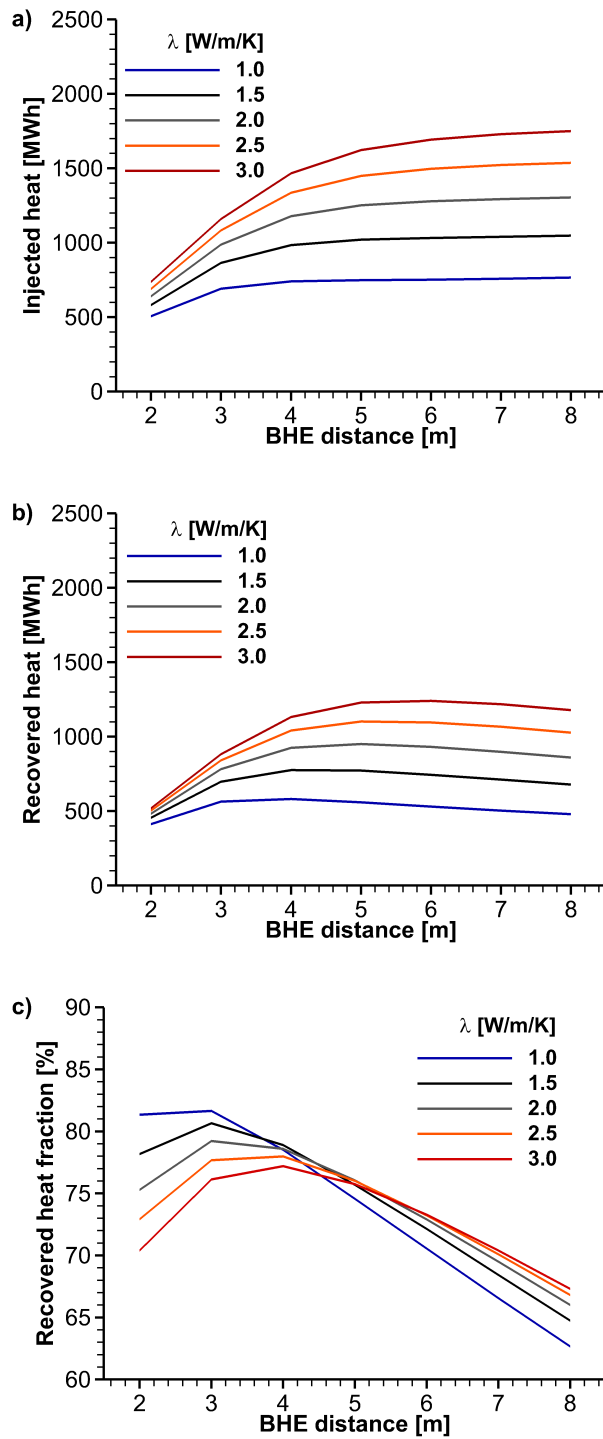 a)
2500
2000
1500
1000
500
0
Injected heat [MWh]
λ [W/m/K]
1.0
1.5
2.0
2.5
3.0
2 3 4 5 6 7 8
BHE distance [m]
b)
2500
2000
1500
1000
500
0
Recovered heat [MWh]
λ [W/m/K]
1.0
1.5
2.0
2.5
3.0
2 3 4 5 6 7 8
BHE distance [m]
c)
90
85
80
75
70
65
60
Recovered heat fraction [%]
λ [W/m/K]
1.0
1.5
2.0
2.5
3.0
2 3 4 5 6 7 8
BHE distance [m]